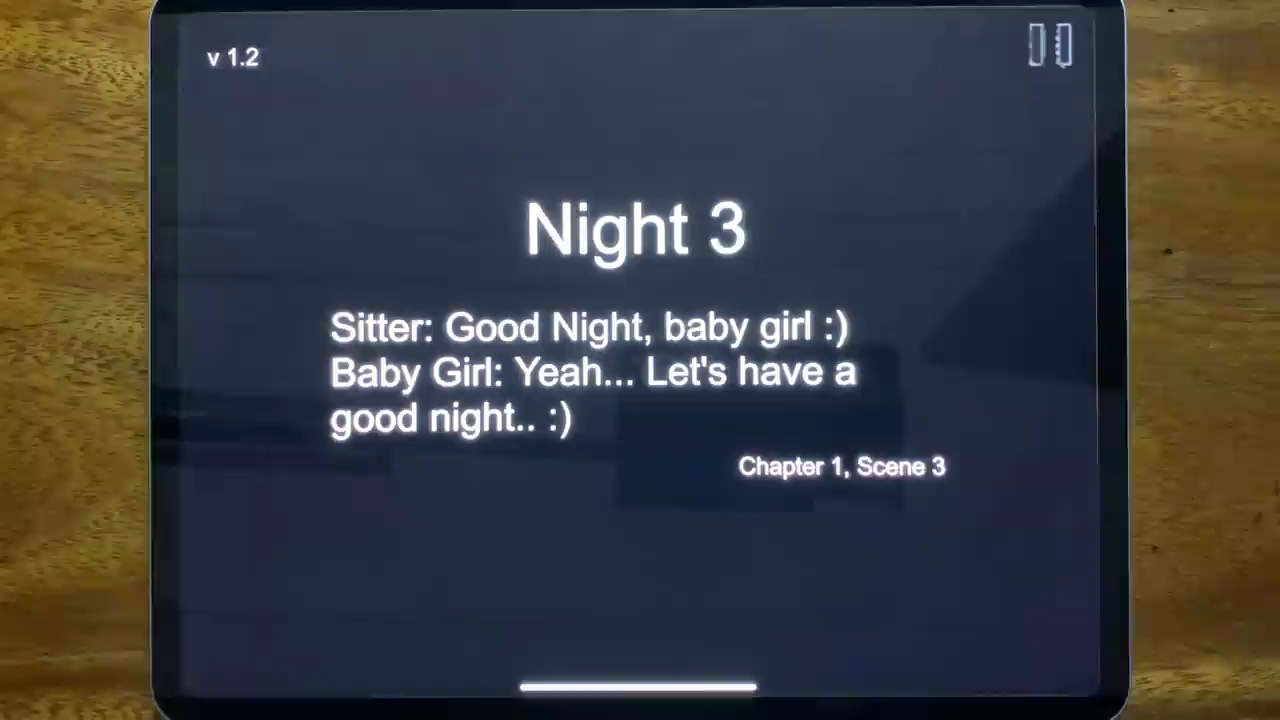 v 1.2
Night 3
Sitter: Good Night, baby girl :)
Baby Girl: Yeah... Let's have a
good night.. :)
Chapter 1, Scene 3